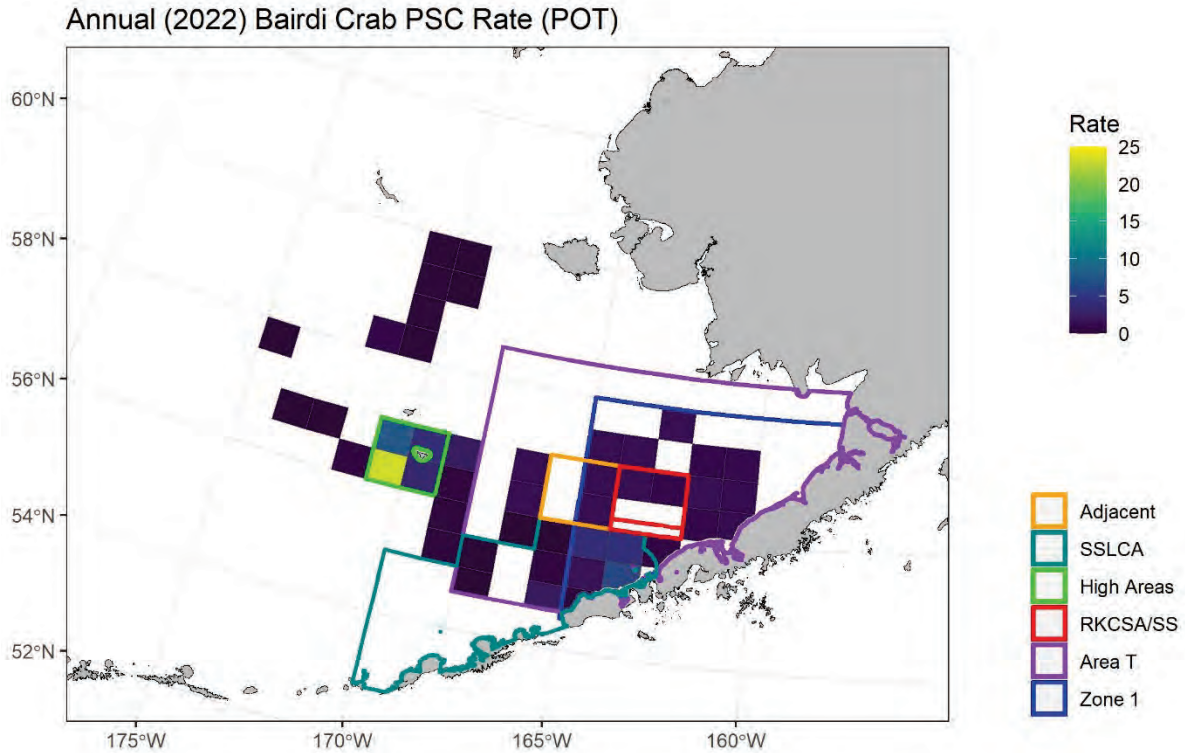 Annual (2022) Bairdi Crab PSC Rate (POT)
60°N
58°N
56°N
54°N
52°N
175°W
170°W
165°W
160°W
Rate
25
20
15
10
5
0
Adjacent
SSLCA
High Areas
RKCSA/SS
Area T
Zone 1